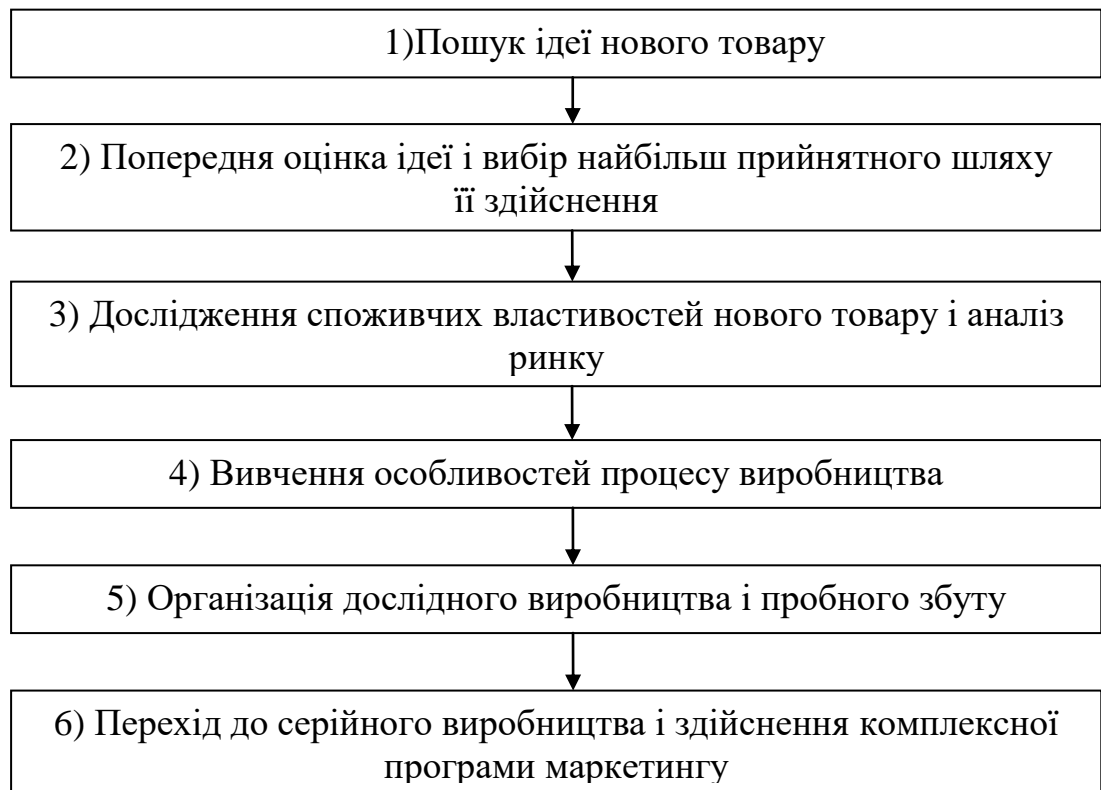 1)Пошук ідеї нового товару
2) Попередня оцінка ідеї і вибір найбільш прийнятного шляху
її здійснення
3) Дослідження споживчих властивостей нового товару і аналіз
ринку
4) Вивчення особливостей процесу виробництва
5) Організація дослідного виробництва і пробного збуту
6) Перехід до серійного виробництва і здійснення комплексної
програми маркетингу